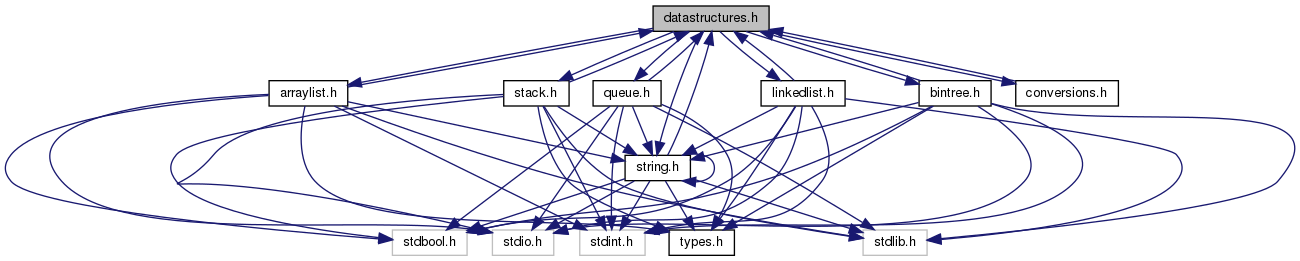 datastructures.h
arraylist.h
stack.h
queue.h
linkedlist.h
bintree.h
conversions.h
string.h
stdbool.h
stdio.h
stdint.h
types.h
stdlib.h